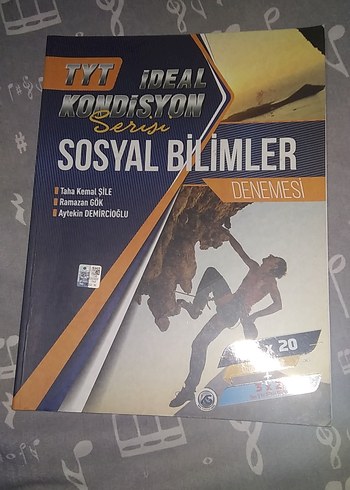 TYT
İDEAL
KONDİSYON
Serisi
SOSYAL BİLİMLER
DENEMESİ
Taha Kemal ŞİLE
Ramazan GÖK
Aytekin DEMİRCİOĞLU
x 20